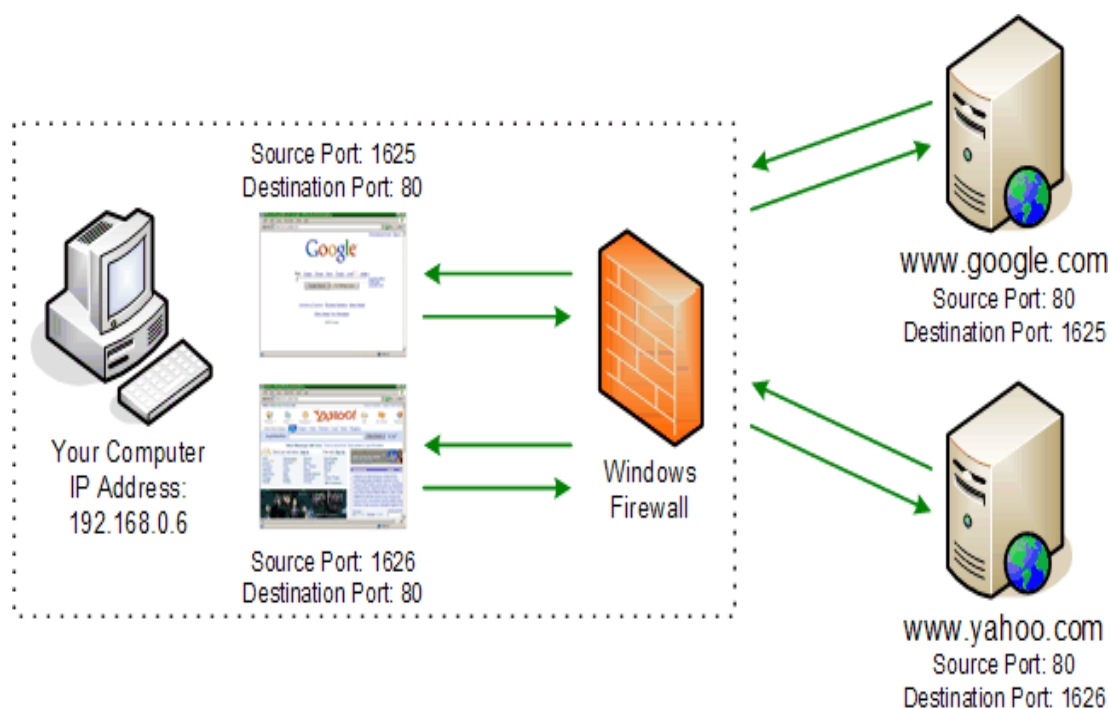 Source Port: 1625
Destination Port: 80
Google
YAHOO!
Source Port: 1626
Destination Port: 80
Your Computer
IP Address:
192.168.0.6
Windows
Firewall
www.google.com
Source Port: 80
Destination Port: 1625
www.yahoo.com
Source Port: 80
Destination Port: 1626